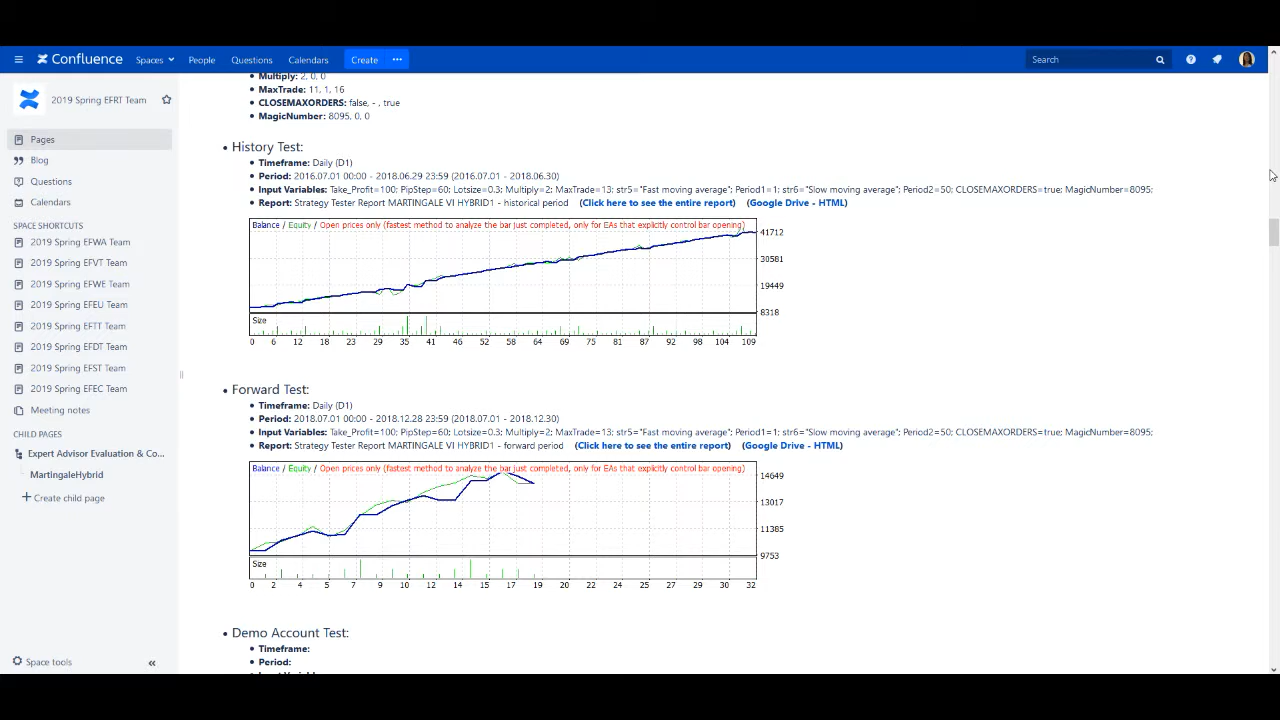 Confluence Spaces People Questions Calendars Create ••• Search
2019 Spring EFRT Team
Pages
Blog
Questions
Calendars
SPACE SHORTCUTS
2019 Spring EFWA Team
2019 Spring EFVT Team
2019 Spring EFWE Team
2019 Spring EFEU Team
2019 Spring EFTT Team
2019 Spring EFDT Team
2019 Spring EFST Team
2019 Spring EFEC Team
Meeting notes
CHILD PAGES
Expert Advisor Evaluation & Co...
MartingaleHybrid
+ Create child page
Space tools «
• Multiply: 2, 0, 0
• MaxTrade: 11, 1, 16
• CLOSEMAXORDERS: false, - , true
• MagicNumber: 8095, 0, 0
• History Test:
• Timeframe: Daily (D1)
• Period: 2016.07.01 00:00 - 2018.06.29 23:59 (2016.07.01 - 2018.06.30)
• Input Variables: Take_Profit=100; PipStep=60; Lotsize=0.3; Multiply=2; MaxTrade=13; str5="Fast moving average"; Period1=1; str6="Slow moving average"; Period2=50; CLOSEMAXORDERS=true; MagicNumber=8095;
• Report: Strategy Tester Report MARTINGALE VI HYBRID1 - historical period (Click here to see the entire report) (Google Drive - HTML)
Balance / Equity / Open prices only (fastest method to analyze the bar just completed, only for EAs that explicitly control bar opening)
41712
30581
19449
8318
Size
0 6 12 18 24 29 35 41 46 52 58 64 69 75 81 87 92 98 104 109
• Forward Test:
• Timeframe: Daily (D1)
• Period: 2018.07.01 00:00 - 2018.12.28 23:59 (2018.07.01 - 2018.12.30)
• Input Variables: Take_Profit=100; PipStep=60; Lotsize=0.3; Multiply=2; MaxTrade=13; str5="Fast moving average"; Period1=1; str6="Slow moving average"; Period2=50; CLOSEMAXORDERS=true; MagicNumber=8095;
• Report: Strategy Tester Report MARTINGALE VI HYBRID1 - forward period (Click here to see the entire report) (Google Drive - HTML)
Balance / Equity / Open prices only (fastest method to analyze the bar just completed, only for EAs that explicitly control bar opening)
14649
13017
11385
9753
Size
0 2 4 5 7 9 10 12 14 15 17 19 20 22 24 25 27 29 30 32
• Demo Account Test:
• Timeframe:
• Period: